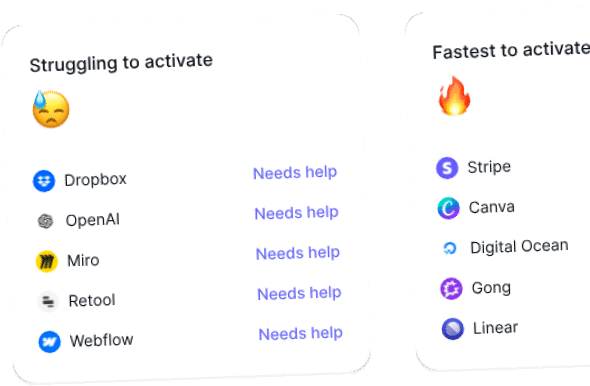 Struggling to activate
Dropbox Needs help
OpenAI Needs help
Miro Needs help
Retool Needs help
Webflow Needs help
Fastest to activate
Stripe
Canva
Digital Ocean
Gong
Linear